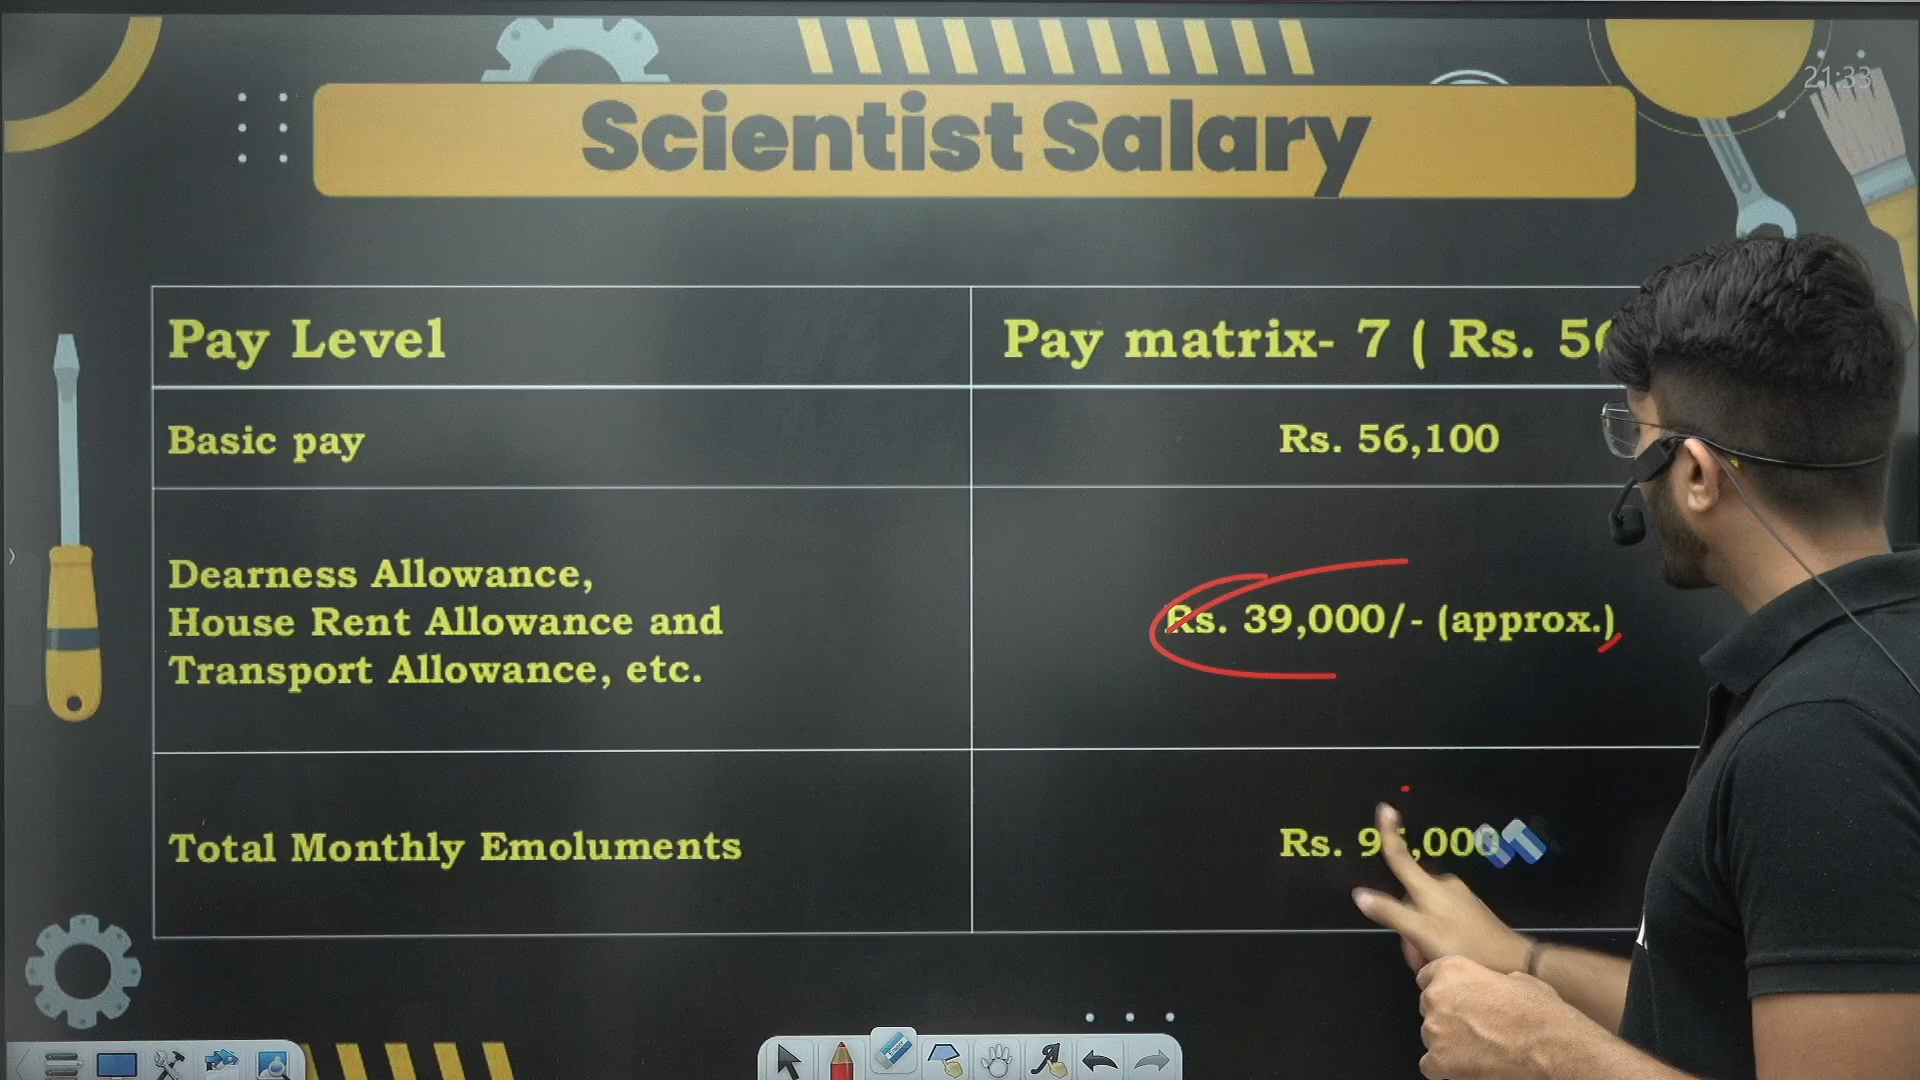 21:33
Scientist Salary
Pay Level
Pay matrix- 7 ( Rs.
Basic pay
Rs. 56,100
Dearness Allowance,
House Rent Allowance and
Transport Allowance, etc.
Rs. 39,000/- (approx.)
Total Monthly Emoluments
Rs.